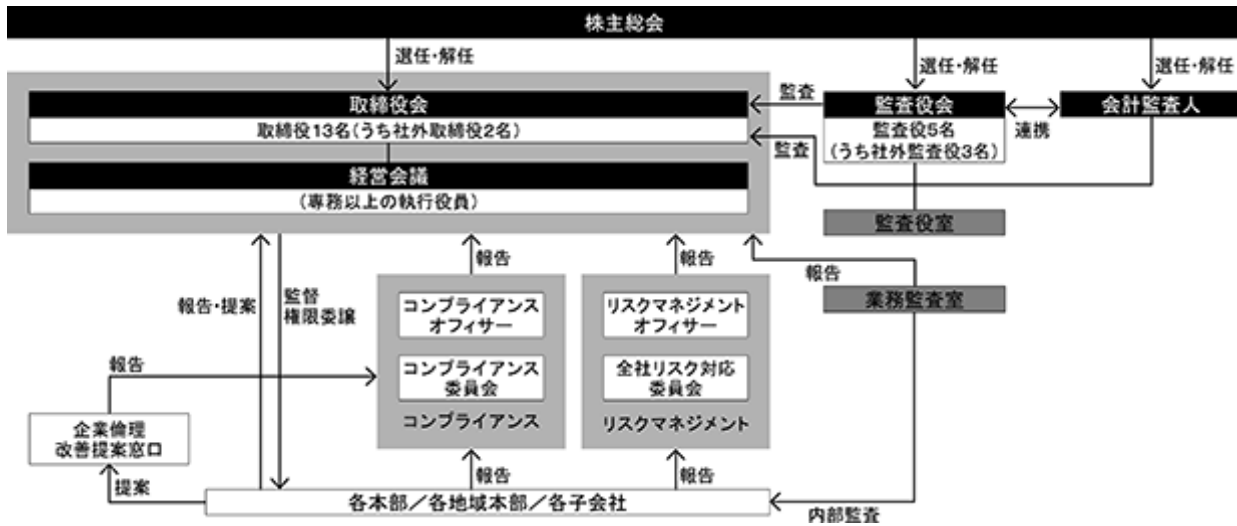 株主総会
選任・解任
選任・解任
選任・解任
取締役会
取締役13名(うち社外取締役2名)
監査
監査
監査役会
監査役5名
(うち社外監査役3名)
連携
会計監査人
経営会議
(専務以上の執行役員)
監査役室
報告
業務監査室
報告・提案
監督
権限委譲
報告
報告
コンプライアンス
オフィサー
コンプライアンス
委員会
コンプライアンス
リスクマネジメント
オフィサー
全社リスク対応
委員会
リスクマネジメント
報告
企業倫理
改善提案窓口
提案
報告
報告
各本部／各地域本部／各子会社
内部監査